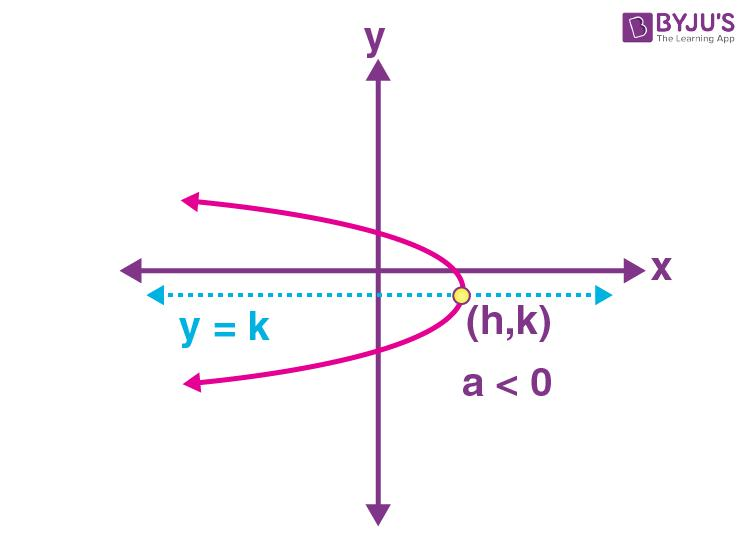 BYJU'S
The Learning App
y
x
y = k
(h,k)
a < 0